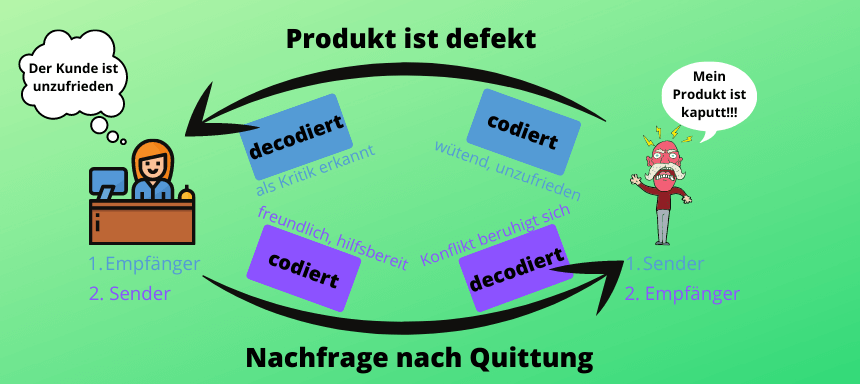 Produkt ist defekt
Der Kunde ist
unzufrieden
Mein
Produkt ist
kaputt!!!
decodiert
als Kritik erkannt
codiert
wütend, unzufrieden
freundlich, hilfsbereit
codiert
Konflikt beruhigt sich
decodiert
1. Empfänger
2. Sender
1. Sender
2. Empfänger
Nachfrage nach Quittung